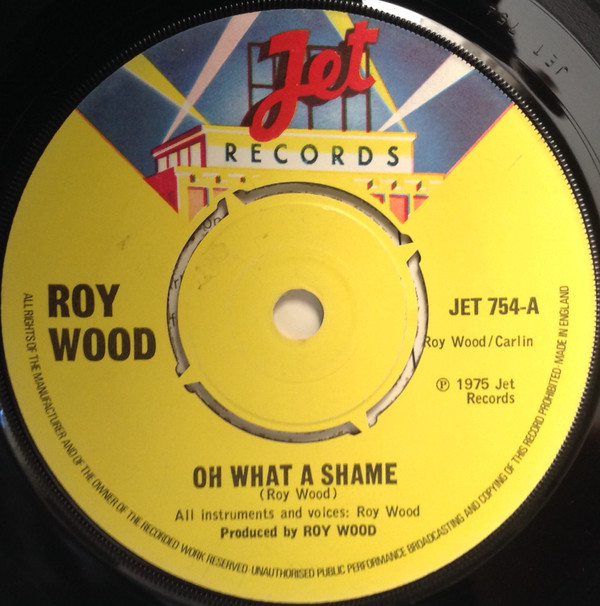 Jet
RECORDS
ROY
WOOD
JET 754-A
Roy Wood/Carlin
℗ 1975 Jet
Records
OH WHAT A SHAME
(Roy Wood)
All instruments and voices: Roy Wood
Produced by ROY WOOD
ALL RIGHTS OF THE MANUFACTURER AND OF THE OWNER OF THE RECORDED WORK RESERVED·UNAUTHORISED PUBLIC PERFORMANCE BROADCASTING AND COPYING OF THIS RECORD PROHIBITED MADE IN ENGLAND
JET